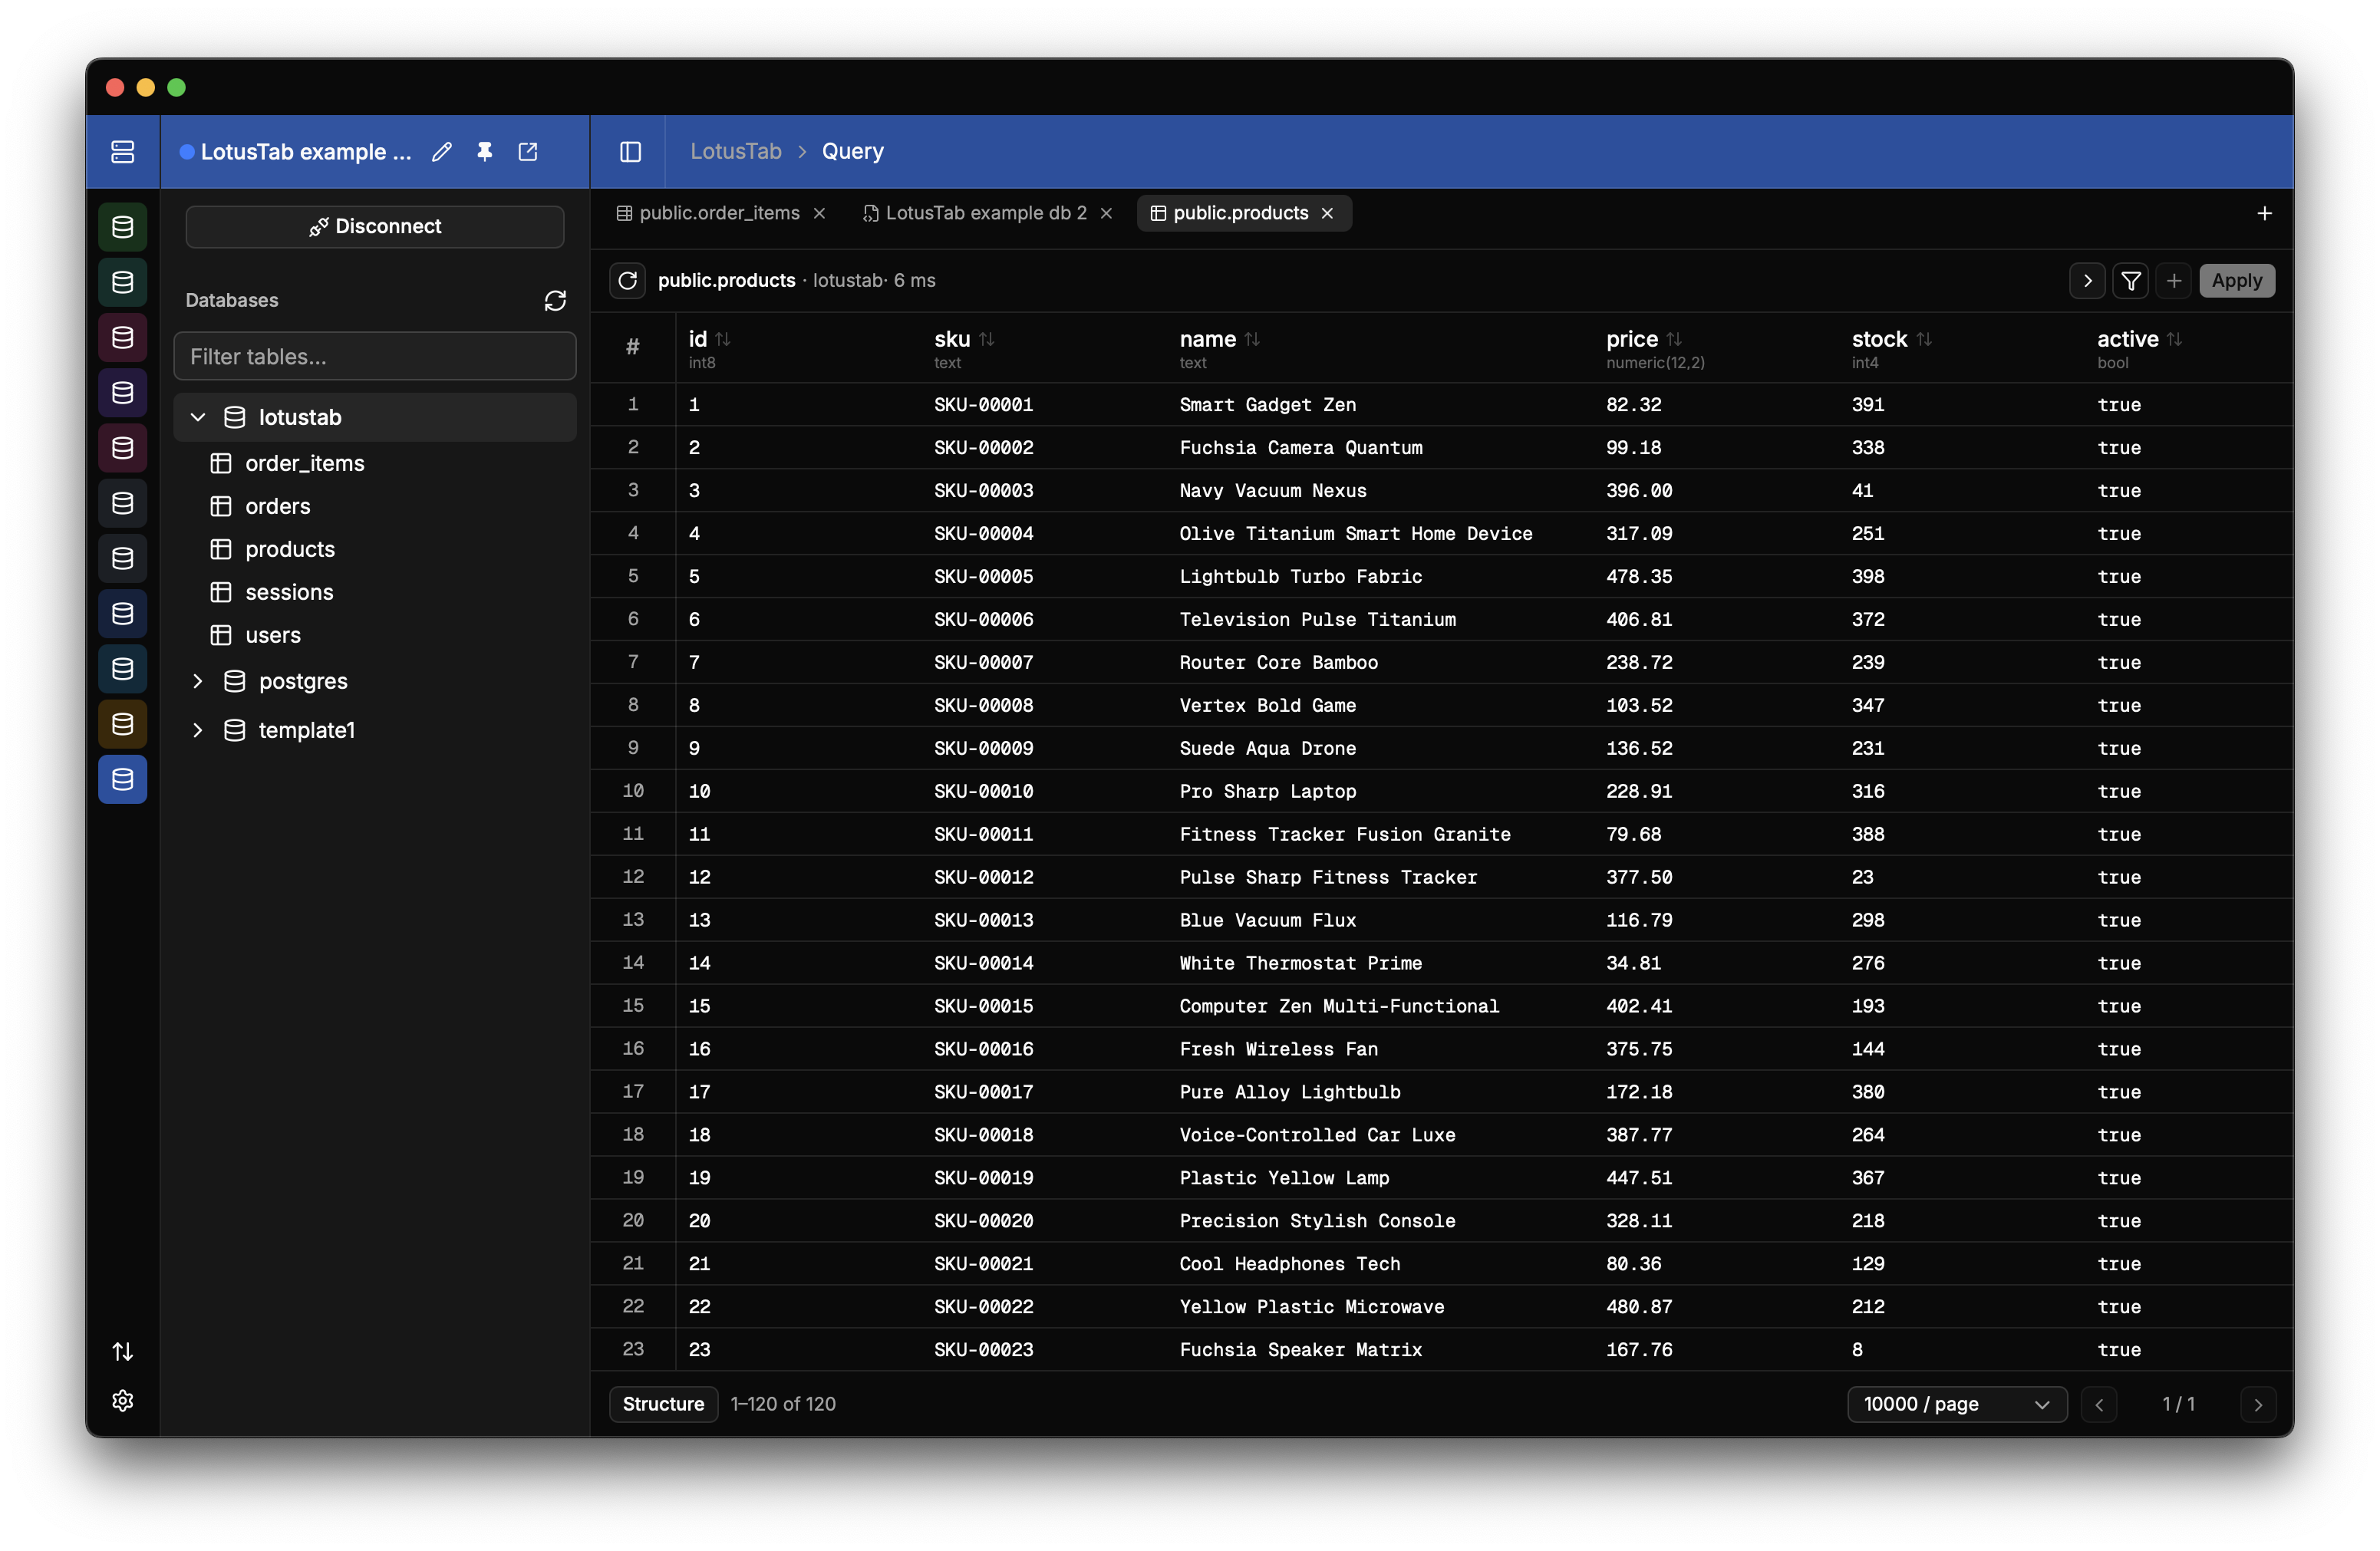 LotusTab example ...
LotusTab > Query
Disconnect
Databases
Filter tables...
lotustab
order_items
orders
products
sessions
users
postgres
template1
public.order_items
LotusTab example db 2
public.products
public.products · lotustab· 6 ms
Apply
# id sku name price stock active
int8 text text numeric(12,2) int4 bool
1 1 SKU-00001 Smart Gadget Zen 82.32 391 true
2 2 SKU-00002 Fuchsia Camera Quantum 99.18 338 true
3 3 SKU-00003 Navy Vacuum Nexus 396.00 41 true
4 4 SKU-00004 Olive Titanium Smart Home Device 317.09 251 true
5 5 SKU-00005 Lightbulb Turbo Fabric 478.35 398 true
6 6 SKU-00006 Television Pulse Titanium 406.81 372 true
7 7 SKU-00007 Router Core Bamboo 238.72 239 true
8 8 SKU-00008 Vertex Bold Game 103.52 347 true
9 9 SKU-00009 Suede Aqua Drone 136.52 231 true
10 10 SKU-00010 Pro Sharp Laptop 228.91 316 true
11 11 SKU-00011 Fitness Tracker Fusion Granite 79.68 388 true
12 12 SKU-00012 Pulse Sharp Fitness Tracker 377.50 23 true
13 13 SKU-00013 Blue Vacuum Flux 116.79 298 true
14 14 SKU-00014 White Thermostat Prime 34.81 276 true
15 15 SKU-00015 Computer Zen Multi-Functional 402.41 193 true
16 16 SKU-00016 Fresh Wireless Fan 375.75 144 true
17 17 SKU-00017 Pure Alloy Lightbulb 172.18 380 true
18 18 SKU-00018 Voice-Controlled Car Luxe 387.77 264 true
19 19 SKU-00019 Plastic Yellow Lamp 447.51 367 true
20 20 SKU-00020 Precision Stylish Console 328.11 218 true
21 21 SKU-00021 Cool Headphones Tech 80.36 129 true
22 22 SKU-00022 Yellow Plastic Microwave 480.87 212 true
23 23 SKU-00023 Fuchsia Speaker Matrix 167.76 8 true
Structure 1–120 of 120
10000 / page
1 / 1